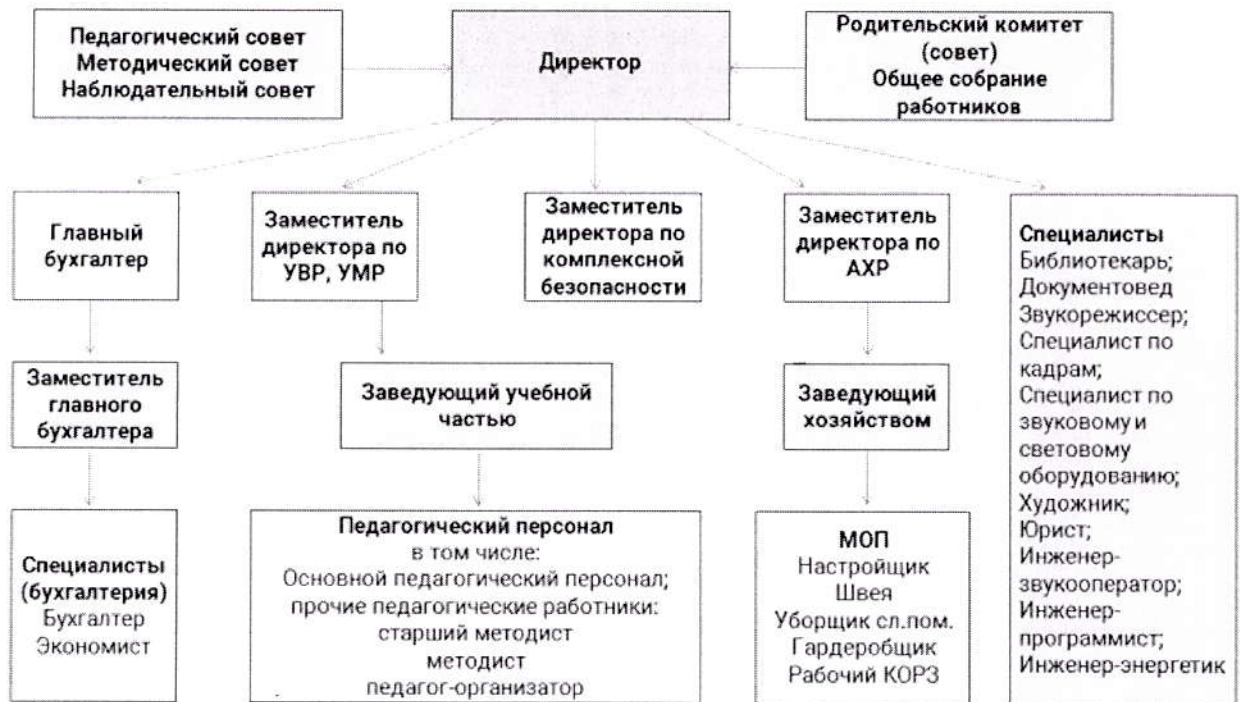 Педагогический совет
Методический совет
Наблюдательный совет
Директор
Родительский комитет
(совет)
Общее собрание
работников
Главный
бухгалтер
Заместитель
директора по
УВР, УМР
Заместитель
директора по
комплексной
безопасности
Заместитель
директора по
АХР
Специалисты
Библиотекарь;
Документовед
Звукорежиссер;
Специалист по
кадрам;
Специалист по
звуковому и
световому
оборудованию;
Художник;
Юрист;
Инженер-
звукооператор;
Инженер-
программист;
Инженер-энергетик
Заместитель
главного
бухгалтера
Заведующий учебной
частью
Заведующий
хозяйством
Специалисты
(бухгалтерия)
Бухгалтер
Экономист
Педагогический персонал
в том числе:
Основной педагогический персонал;
прочие педагогические работники:
старший методист
методист
педагог-организатор
МОП
Настройщик
Швея
Уборщик сл.пом.
Гардеробщик
Рабочий КОРЗ